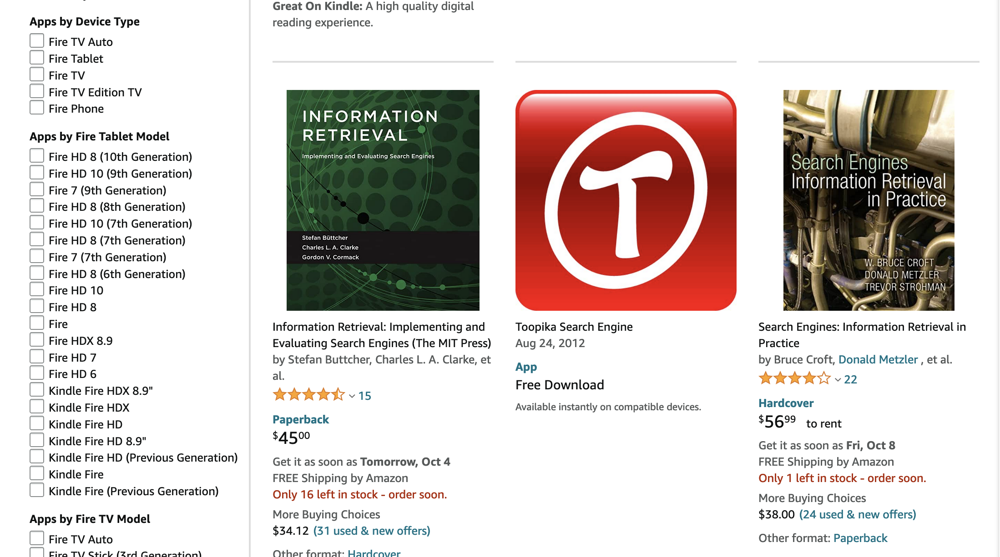 Apps by Device Type
Fire TV Auto
Fire Tablet
Fire TV
Fire TV Edition TV
Fire Phone
Apps by Fire Tablet Model
Fire HD 8 (10th Generation)
Fire HD 10 (9th Generation)
Fire 7 (9th Generation)
Fire HD 8 (8th Generation)
Fire HD 10 (7th Generation)
Fire HD 8 (7th Generation)
Fire 7 (7th Generation)
Fire HD 8 (6th Generation)
Fire HD 10
Fire HD 8
Fire
Fire HDX 8.9
Fire HD 7
Fire HD 6
Kindle Fire HDX 8.9"
Kindle Fire HDX
Kindle Fire HD
Kindle Fire HD 8.9"
Kindle Fire HD (Previous Generation)
Kindle Fire
Kindle Fire (Previous Generation)
Apps by Fire TV Model
Fire TV Auto
Fire TV Stick (3rd Generation)
Great On Kindle: A high quality digital
reading experience.
INFORMATION
RETRIEVAL
Implementing and Evaluating Search Engines
Stefan Büttcher
Charles L. A. Clarke
Gordon V. Cormack
Information Retrieval: Implementing and
Evaluating Search Engines (The MIT Press)
by Stefan Buttcher, Charles L. A. Clarke, et
al.
15
Paperback
$4500
Get it as soon as Tomorrow, Oct 4
FREE Shipping by Amazon
Only 16 left in stock - order soon.
More Buying Choices
$34.12 (31 used & new offers)
Other format: Hardcover
T
Toopika Search Engine
Aug 24, 2012
App
Free Download
Available instantly on compatible devices.
Search Engines
Information Retrieval
in Practice
W. BRUCE CROFT
DONALD METZLER
TREVOR STROHMAN
Search Engines: Information Retrieval in
Practice
by Bruce Croft, Donald Metzler , et al.
22
Hardcover
$5699 to rent
Get it as soon as Fri, Oct 8
FREE Shipping by Amazon
Only 1 left in stock - order soon.
More Buying Choices
$38.00 (24 used & new offers)
Other format: Paperback